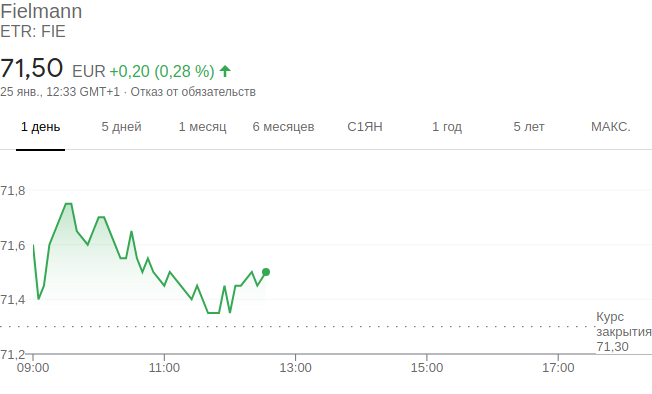 Fielmann
ETR: FIE
71,50 EUR +0,20 (0,28 %)
25 янв., 12:33 GMT+1 · Отказ от обязательств
1 день 5 дней 1 месяц 6 месяцев С1ЯН 1 год 5 лет МАКС.
71,8
71,6
71,4
Курс
закрытия
71,30
71,2
09:00 11:00 13:00 15:00 17:00